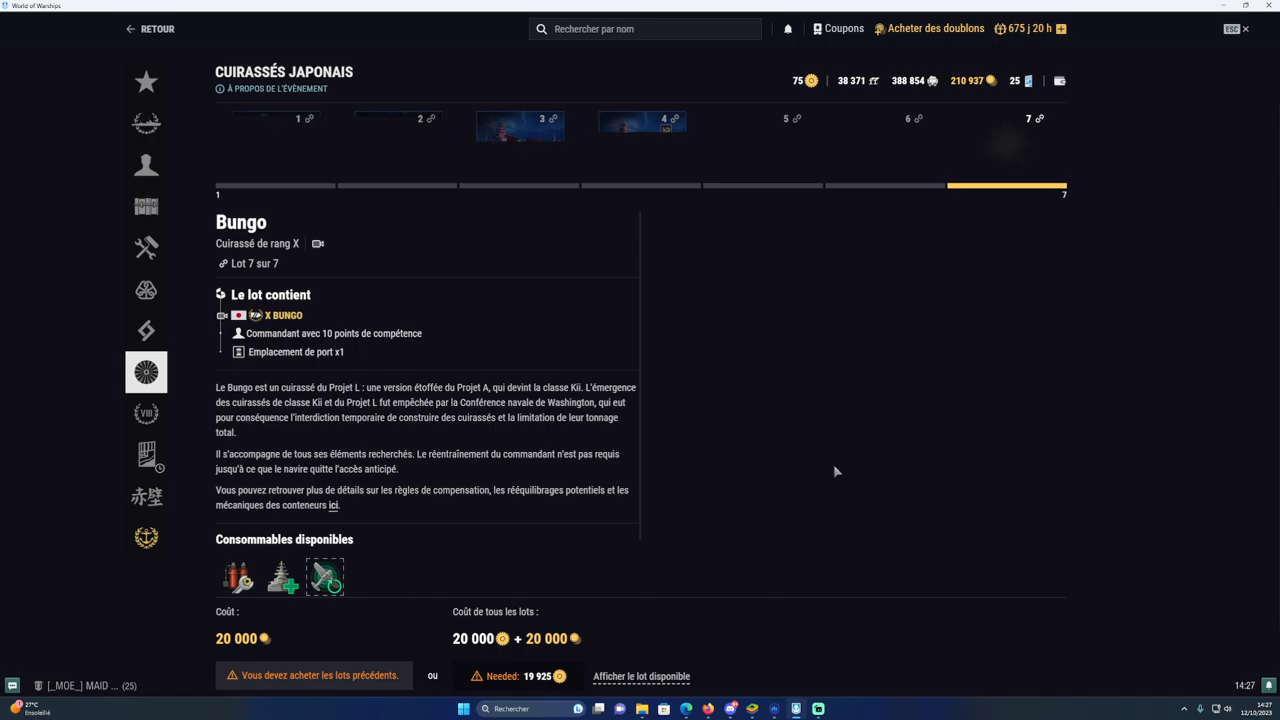 World of Warships
RETOUR
Rechercher par nom
Coupons
Acheter des doublons
675 j 20 h
ESC
CUIRASSÉS JAPONAIS
À PROPOS DE L'ÉVÈNEMENT
75
38 371
388 854
210 937
25
1
2
3
4
5
6
7
1
7
Bungo
Cuirassé de rang X
Lot 7 sur 7
Le lot contient
X BUNGO
Commandant avec 10 points de compétence
Emplacement de port x1
Le Bungo est un cuirassé du Projet L : une version étoffée du Projet A, qui devint la classe Kii. L'émergence
des cuirassés de classe Kii et du Projet L fut empêchée par la Conférence navale de Washington, qui eut
pour conséquence l'interdiction temporaire de construire des cuirassés et la limitation de leur tonnage
total.
Il s'accompagne de tous ses éléments recherchés. Le réentraînement du commandant n'est pas requis
jusqu'à ce que le navire quitte l'accès anticipé.
Vous pouvez retrouver plus de détails sur les règles de compensation, les rééquilibrages potentiels et les
mécaniques des conteneurs ici.
VIII
赤壁
Consommables disponibles
Coût :
Coût de tous les lots :
20 000
20 000 + 20 000
Vous devez acheter les lots précédents.
ou
Needed: 19 925
Afficher le lot disponible
[_MOE_] MAID ... (25)
14:27
27°C
Ensoleillé
Rechercher
14:27
12/10/2023